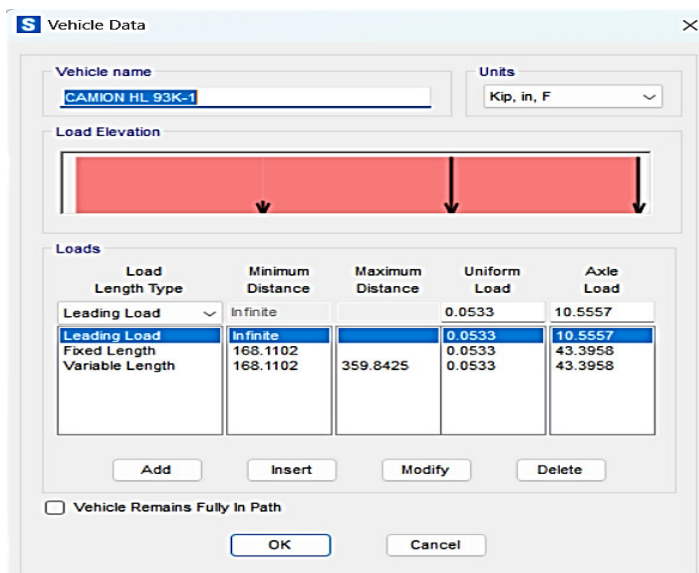 S Vehicle Data
Vehicle name
Units
CAMION HL 93K-1
Kip, in, F
Load Elevation
Loads
Load Length Type Minimum Distance Maximum Distance Uniform Load Axle Load
Leading Load Infinite 0.0533 10.5557
Leading Load Infinite 0.0533 10.5557
Fixed Length 168.1102 0.0533 43.3958
Variable Length 168.1102 359.8425 0.0533 43.3958
Add Insert Modify Delete
Vehicle Remains Fully In Path
OK Cancel